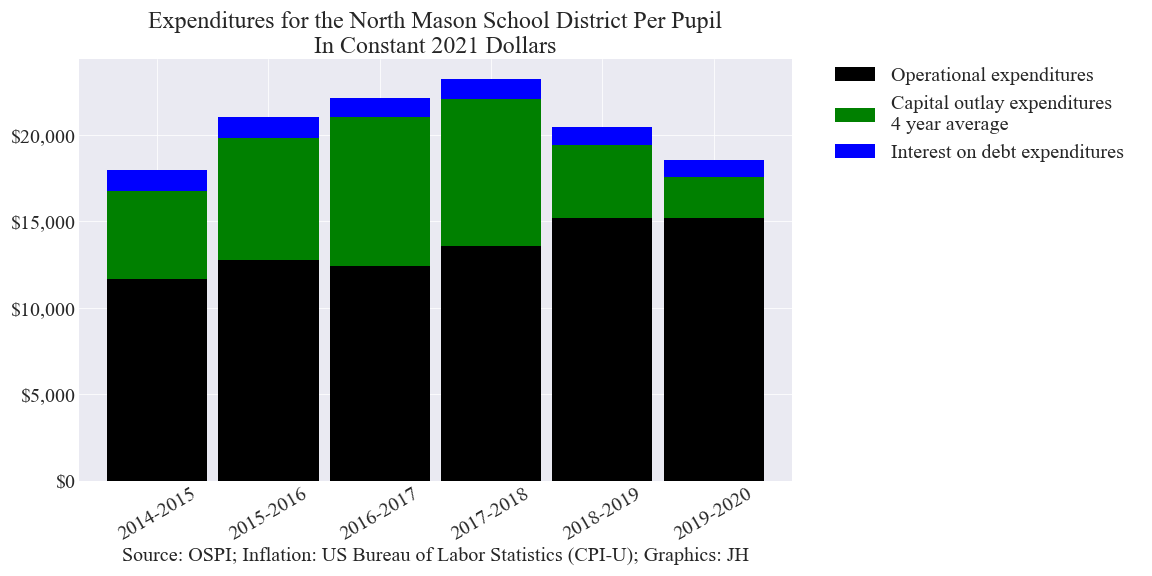 Expenditures for the North Mason School District Per Pupil
In Constant 2021 Dollars
Operational expenditures
Capital outlay expenditures
4 year average
Interest on debt expenditures
$20,000
$15,000
$10,000
$5,000
$0
2014-2015
2015-2016
2016-2017
2017-2018
2018-2019
2019-2020
Source: OSPI; Inflation: US Bureau of Labor Statistics (CPI-U); Graphics: JH